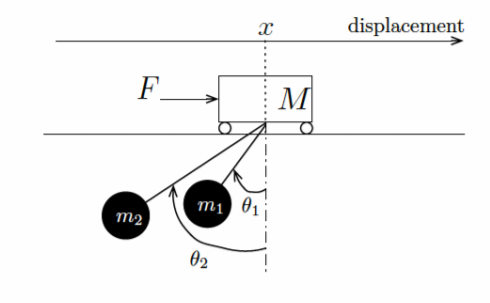 x
displacement
F
M
m₂
m₁
θ₁
θ₂